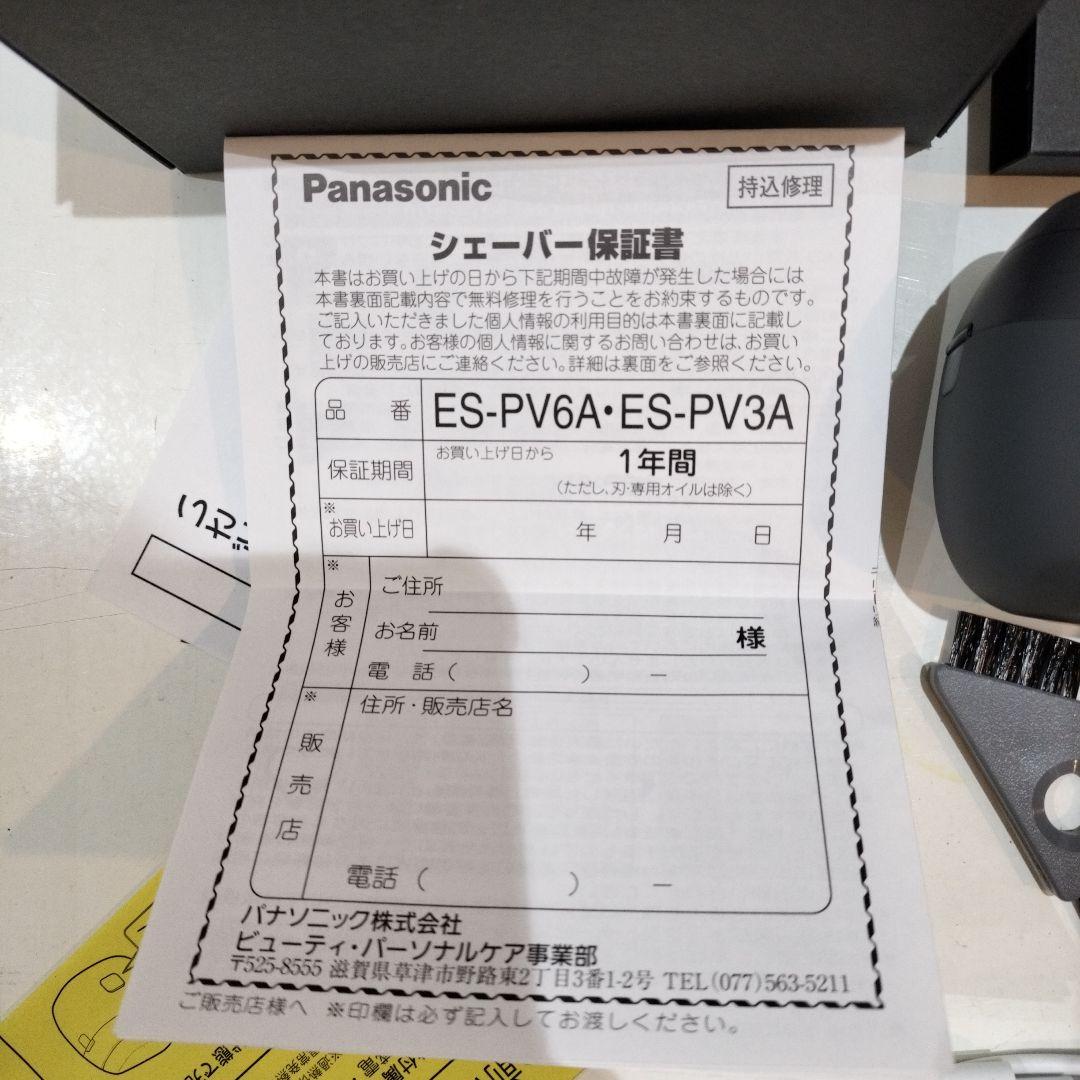 Panasonic
持込修理
シェーバー保証書
本書はお買い上げの日から下記期間中故障が発生した場合には
本書裏面記載内容で無料修理を行うことをお約束するものです。
ご記入いただきました個人情報の利用目的は本書裏面に記載し
ております。お客様の個人情報に関するお問い合わせは、お買い
上げの販売店にご連絡ください。詳細は裏面をご参照ください。
品番 ES-PV6A・ES-PV3A
保証期間 お買い上げ日から 1年間
(ただし、刃・専用オイルは除く)
※お買い上げ日 年 月 日
※お客様
ご住所
お名前 様
電話( ) ー
※販売店
住所・販売店名
電話( ) ー
パナソニック株式会社
ビューティ・パーソナルケア事業部
〒525-8555 滋賀県草津市野路東2丁目3番1-2号 TEL(077)563-5211
ご販売店様へ ※印欄は必ず記入してお渡しください。